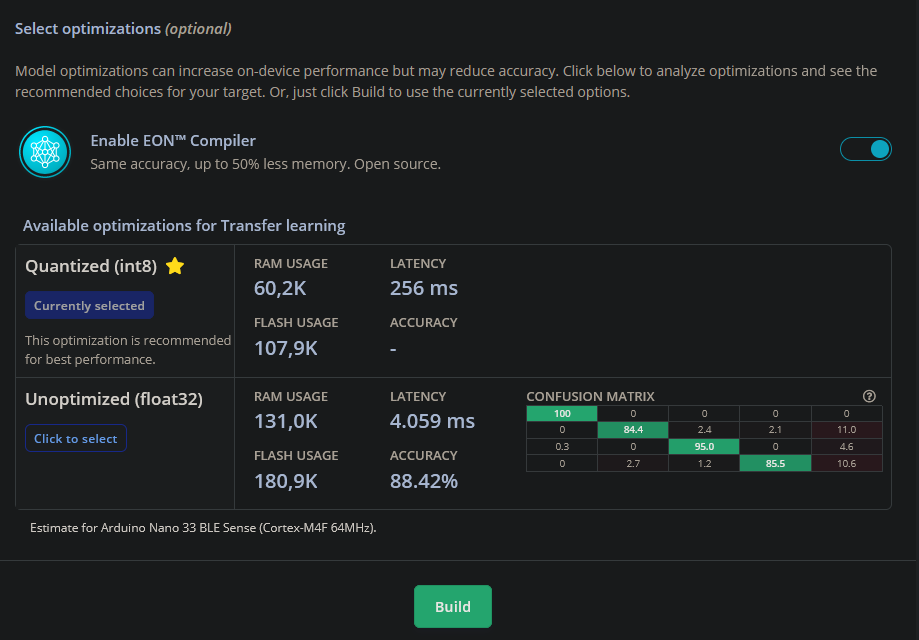 Select optimizations (optional)
Model optimizations can increase on-device performance but may reduce accuracy. Click below to analyze optimizations and see the
recommended choices for your target. Or, just click Build to use the currently selected options.
Enable EON™ Compiler
Same accuracy, up to 50% less memory. Open source.
Available optimizations for Transfer learning
Quantized (int8)
Currently selected
This optimization is recommended
for best performance.
RAM USAGE LATENCY
60,2K 256 ms
FLASH USAGE ACCURACY
107,9K -
Unoptimized (float32)
Click to select
RAM USAGE LATENCY
131,0K 4.059 ms
FLASH USAGE ACCURACY
180,9K 88.42%
CONFUSION MATRIX ?
100 0 0 0 0
0 84.4 2.4 2.1 11.0
0.3 0 95.0 0 4.6
0 2.7 1.2 85.5 10.6
Estimate for Arduino Nano 33 BLE Sense (Cortex-M4F 64MHz).
Build